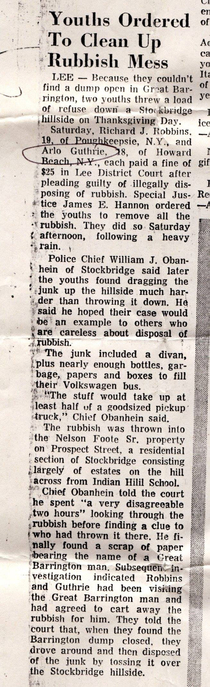 Youths Ordered
To Clean Up
Rubbish Mess
LEE — Because they couldn't
find a dump open in Great Bar-
rington, two youths threw a load
of refuse down a Stockbridge
hillside on Thanksgiving Day.
Saturday, Richard J. Robbins,
19, of Poughkeepsie, N.Y., and
Arlo Guthrie, 18, of Howard
Beach, N.Y., each paid a fine of
$25 in Lee District Court after
pleading guilty of illegally dis-
posing of rubbish. Special Jus-
tice James E. Hannon ordered
the youths to remove all the
rubbish. They did so Saturday
afternoon, following a heavy
rain.
Police Chief William J. Oban-
hein of Stockbridge said later
the youths found dragging the
junk up the hillside much har-
der than throwing it down. He
said he hoped their case would
be an example to others who
are careless about disposal of
rubbish.
The junk included a divan,
plus nearly enough bottles, gar-
bage, papers and boxes to fill
their Volkswagen bus.
"The stuff would take up at
least half of a goodsized pickup
truck," Chief Obanhein said.
The rubbish was thrown into
the Nelson Foote Sr. property
on Prospect Street, a residential
section of Stockbridge consisting
largely of estates on the hill
across from Indian Hilil School.
Chief Obanhein told the court
he spent "a very disagreeable
two hours" looking through the
rubbish before finding a clue to
who had thrown it there. He fi-
nally found a scrap of paper
bearing the name of a Great
Barrington man. Subsequent in-
vestigation indicated Robbins
and Guthrie had been visiting
the Great Barrington man and
had agreed to cart away the
rubbish for him. They told the
court that, when they found the
Barrington dump closed, they
drove around and then disposed
of the junk by tossing it over
the Stockbridge hillside.